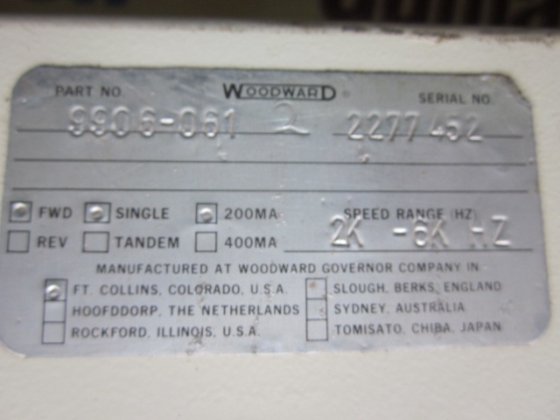 PART NO. WOODWARD® SERIAL NO.
9906-061 2 2277452
FWD SINGLE 200MA SPEED RANGE (HZ)
REV TANDEM 400MA 2K -6K HZ
MANUFACTURED AT WOODWARD GOVERNOR COMPANY IN
FT. COLLINS, COLORADO, U.S.A. SLOUGH, BERKS, ENGLAND
HOOFDDORP, THE NETHERLANDS SYDNEY, AUSTRALIA
ROCKFORD, ILLINOIS, U.S.A. TOMISATO, CHIBA, JAPAN